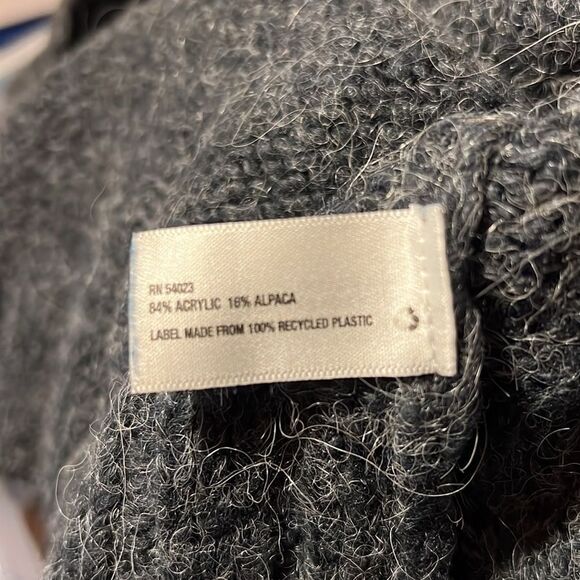 RN 54023
84% ACRYLIC 16% ALPACA
LABEL MADE FROM 100% RECYCLED PLASTIC